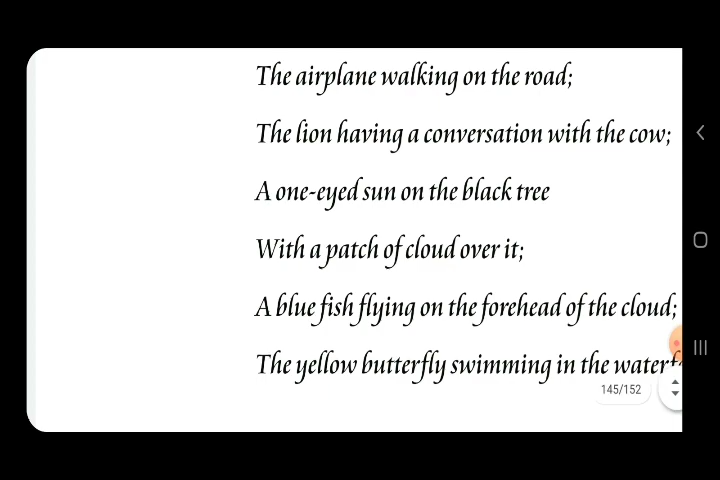 The airplane walking on the road;
The lion having a conversation with the cow;
A one-eyed sun on the black tree
With a patch of cloud over it;
A blue fish flying on the forehead of the cloud;
The yellow butterfly swimming in the
145/152